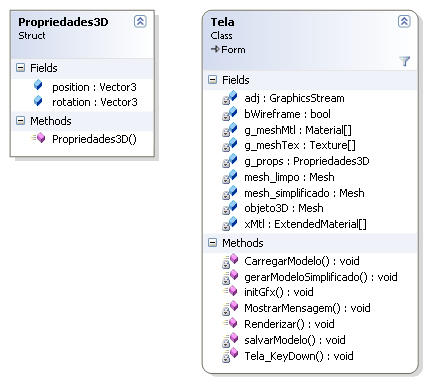 Propriedades3D
Struct
Fields
position : Vector3
rotation : Vector3
Methods
Propriedades3D()
Tela
Class
Form
Fields
adj : GraphicsStream
bWireframe : bool
g_meshMtl : Material[]
g_meshTex : Texture[]
g_props : Propriedades3D
mesh_limpo : Mesh
mesh_simplificado : Mesh
objeto3D : Mesh
xMtl : ExtendedMaterial[]
Methods
CarregarModelo() : void
gerarModeloSimplificado() : void
initGfx() : void
MostrarMensagem() : void
Renderizar() : void
salvarModelo() : void
Tela_KeyDown() : void